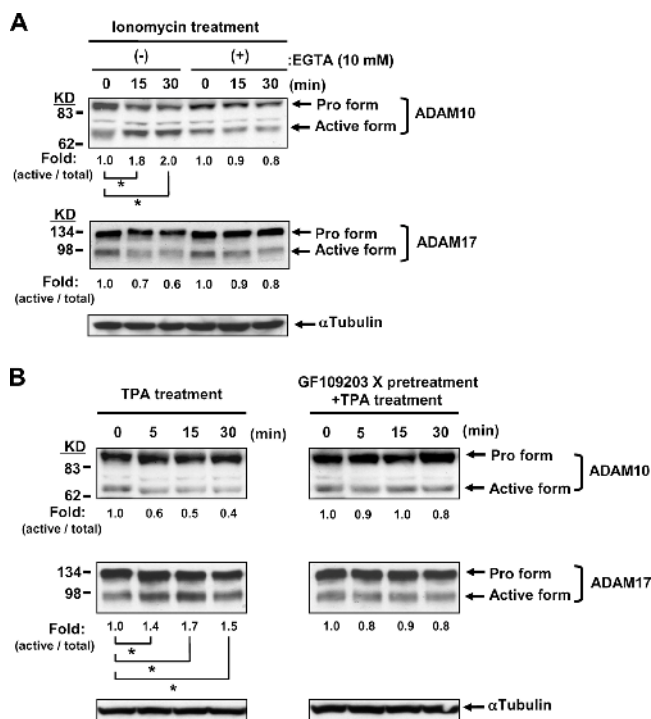 A
Ionomycin treatment
(-) (+) :EGTA (10 mM)
0 15 30 0 15 30 (min)
KD
83
62
Pro form
Active form
ADAM10
Fold: 1.0 1.8 2.0 1.0 0.9 0.8
(active / total)
*
*
KD
134
98
Pro form
Active form
ADAM17
Fold: 1.0 0.7 0.6 1.0 0.9 0.8
(active / total)
αTubulin
B
TPA treatment
GF109203 X pretreatment
+TPA treatment
0 5 15 30 (min) 0 5 15 30 (min)
KD
83
62
Pro form
Active form
ADAM10
Fold: 1.0 0.6 0.5 0.4 1.0 0.9 1.0 0.8
(active / total)
134
98
Pro form
Active form
ADAM17
Fold: 1.0 1.4 1.7 1.5 1.0 0.8 0.9 0.8
(active / total)
*
*
*
αTubulin